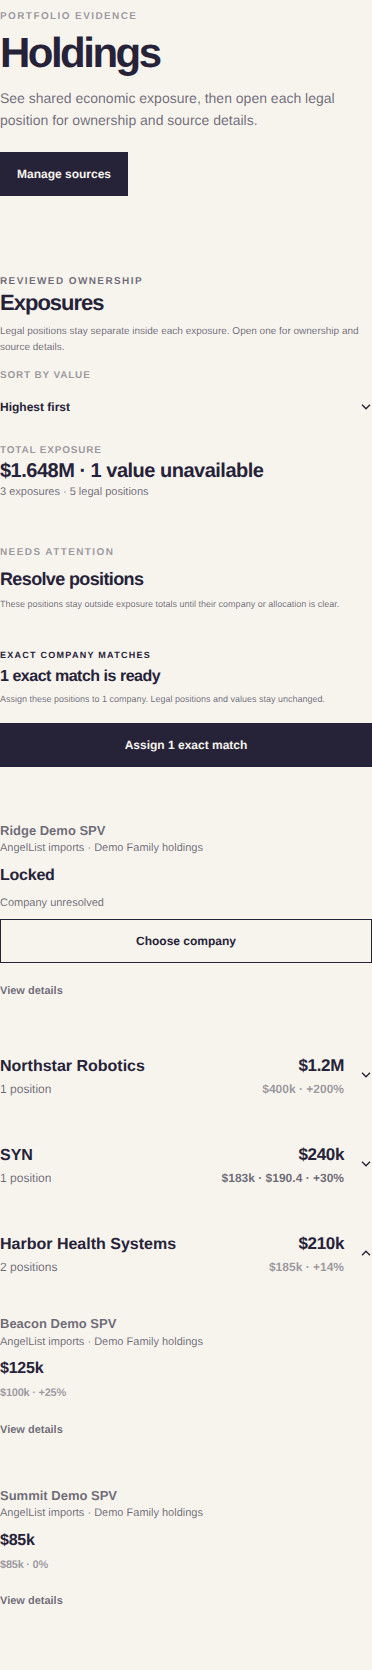 PORTFOLIO EVIDENCE
Holdings
See shared economic exposure, then open each legal
position for ownership and source details.
Manage sources
REVIEWED OWNERSHIP
Exposures
Legal positions stay separate inside each exposure. Open one for ownership and
source details.
SORT BY VALUE
Highest first
TOTAL EXPOSURE
$1.648M · 1 value unavailable
3 exposures · 5 legal positions
NEEDS ATTENTION
Resolve positions
These positions stay outside exposure totals until their company or allocation is clear.
EXACT COMPANY MATCHES
1 exact match is ready
Assign these positions to 1 company. Legal positions and values stay unchanged.
Assign 1 exact match
Ridge Demo SPV
AngelList imports · Demo Family holdings
Locked
Company unresolved
Choose company
View details
Northstar Robotics $1.2M
1 position $400k · +200%
SYN $240k
1 position $183k · $190.4 · +30%
Harbor Health Systems $210k
2 positions $185k · +14%
Beacon Demo SPV
AngelList imports · Demo Family holdings
$125k
$100k · +25%
View details
Summit Demo SPV
AngelList imports · Demo Family holdings
$85k
$85k · 0%
View details